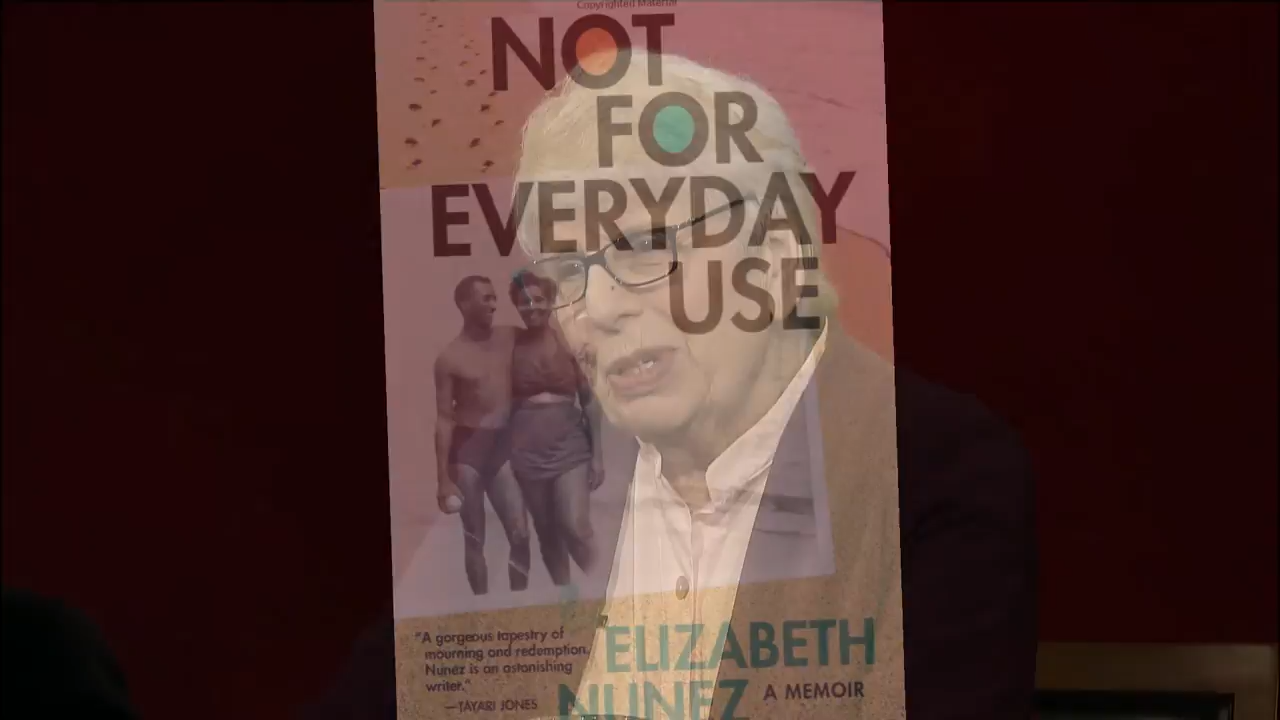 Copyrighted Material
NOT
FOR
EVERYDAY
USE
"A gorgeous tapestry of
mourning and redemption.
Nunez is an astonishing
writer."
—TAYARI JONES
ELIZABETH
NUNEZ
A MEMOIR